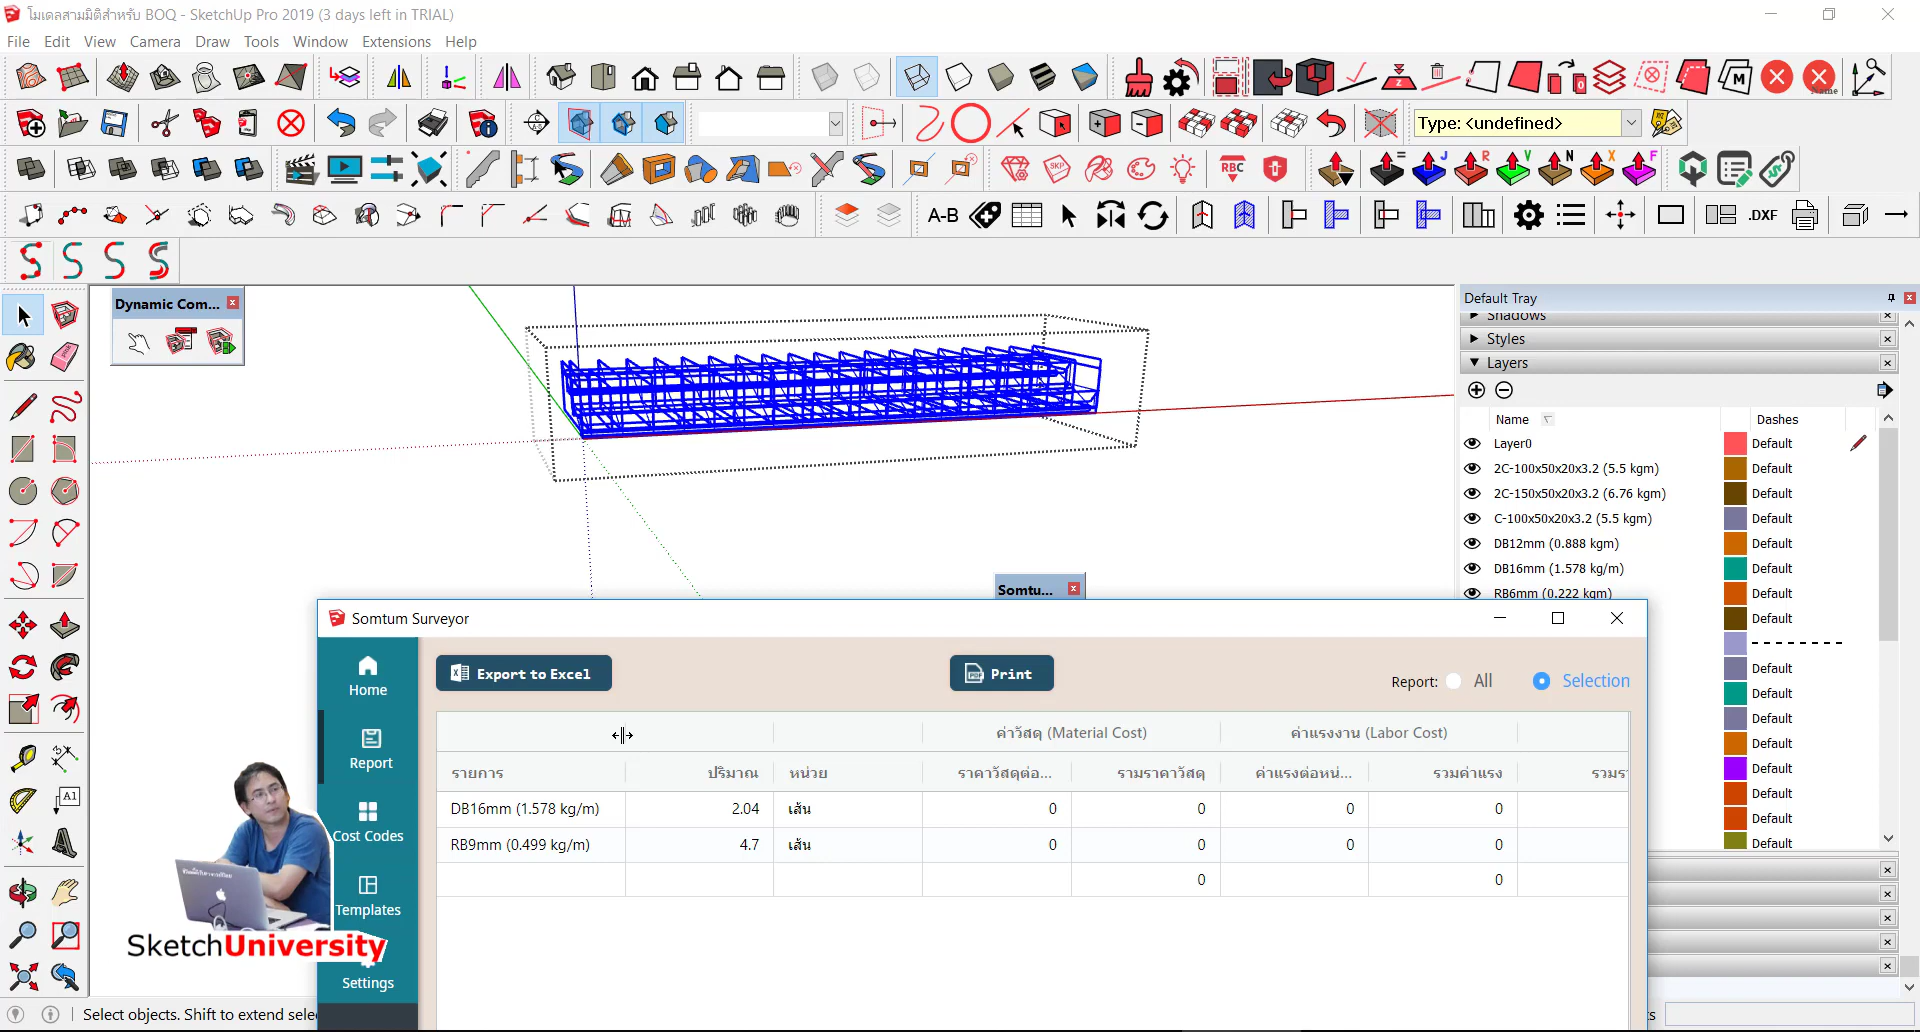 โมเดลสามมิติสำหรับ BOQ - SketchUp Pro 2019 (3 days left in TRIAL)
File Edit View Camera Draw Tools Window Extensions Help
Type: <undefined>
A-B
.DXF
Dynamic Com...
Default Tray
Shadows
Styles
Layers
Name Dashes
Layer0 Default
2C-100x50x20x3.2 (5.5 kgm) Default
2C-150x50x20x3.2 (6.76 kgm) Default
C-100x50x20x3.2 (5.5 kgm) Default
DB12mm (0.888 kgm) Default
DB16mm (1.578 kg/m) Default
RB6mm (0.222 kgm) Default
Default
Default
Default
Default
Default
Default
Default
Default
Default
Somtu...
Somtum Surveyor
Home
Report
Cost Codes
Templates
Settings
Export to Excel
Print
Report: All Selection
ค่าวัสดุ (Material Cost) ค่าแรงงาน (Labor Cost)
รายการ ปริมาณ หน่วย ราคาวัสดุต่อ... รามราคาวัสดุ ค่าแรงต่อหน่... รวมค่าแรง รวมรา
DB16mm (1.578 kg/m) 2.04 เส้น 0 0 0 0
RB9mm (0.499 kg/m) 4.7 เส้น 0 0 0 0
0 0
SketchUniversity
Select objects. Shift to extend sele